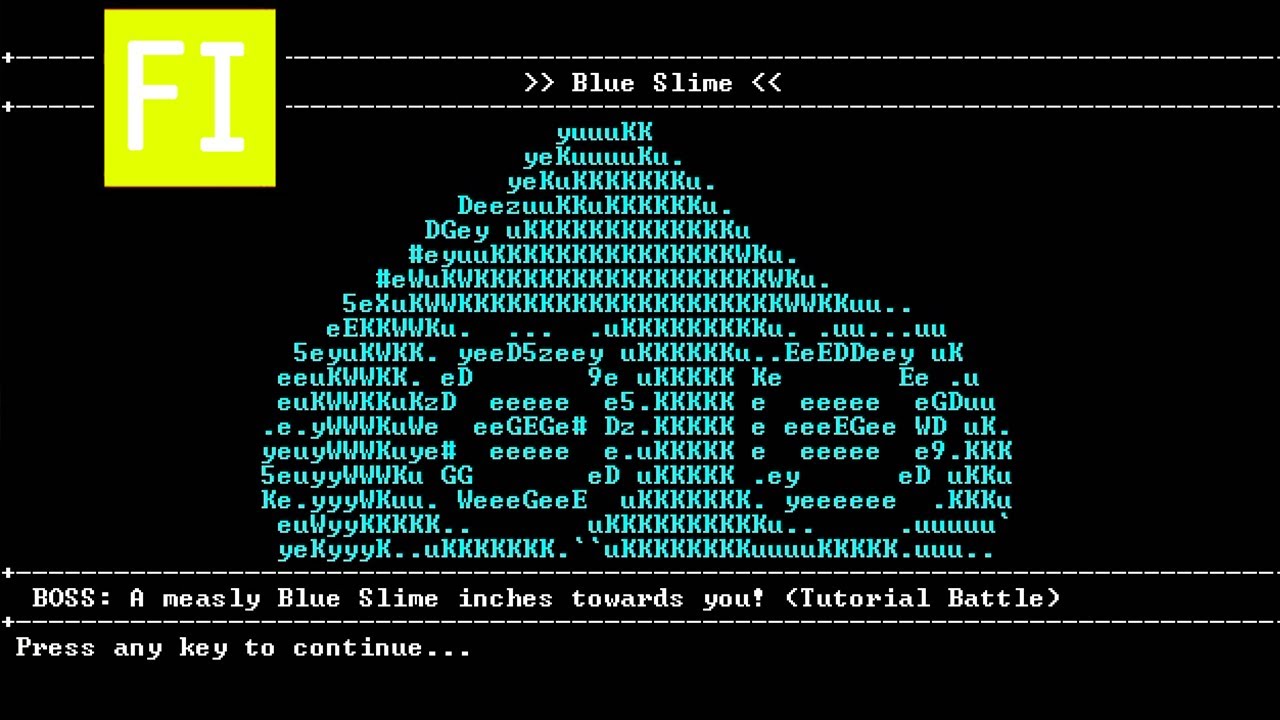 FI
>> Blue Slime <<
yuuuKK
yeKuuuuKu.
yeKuKKKKKKKu.
DeezuuKKuKKKKKKu.
DGey uKKKKKKKKKKKKu
#eyuuKKKKKKKKKKKKKKKWKu.
#eWuKWKKKKKKKKKKKKKKKKKKWKu.
5eXuKWWKKKKKKKKKKKKKKKKKKKKWWKKuu..
eEKKWWKu.  ...  .uKKKKKKKKKu. .uu...uu
5eyuKWKK. yeeD5zeey uKKKKKKu..EeEDDeey uK
eeuKWWKK. eD       9e uKKKKK Ke       Ee .u
euKWWKKuKzD  eeeee  e5.KKKKK e  eeeee  eGDuu
.e.yWWWKuWe  eeGEGe# Dz.KKKKK e eeeEGee WD uK.
yeuyWWWKuye#  eeeee  e.uKKKKK e  eeeee  e9.KKK
5euyyWWWKu GG       eD uKKKKK .ey      eD uKKu
Ke.yyyWKuu. WeeeGeeE  uKKKKKKK. yeeeeee  .KKKu
euWyyKKKKK..       uKKKKKKKKKKu..     .uuuuu`
yeKyyyK..uKKKKKKK.``uKKKKKKKKuuuuKKKKK.uuu..
BOSS: A measly Blue Slime inches towards you! (Tutorial Battle)
Press any key to continue...